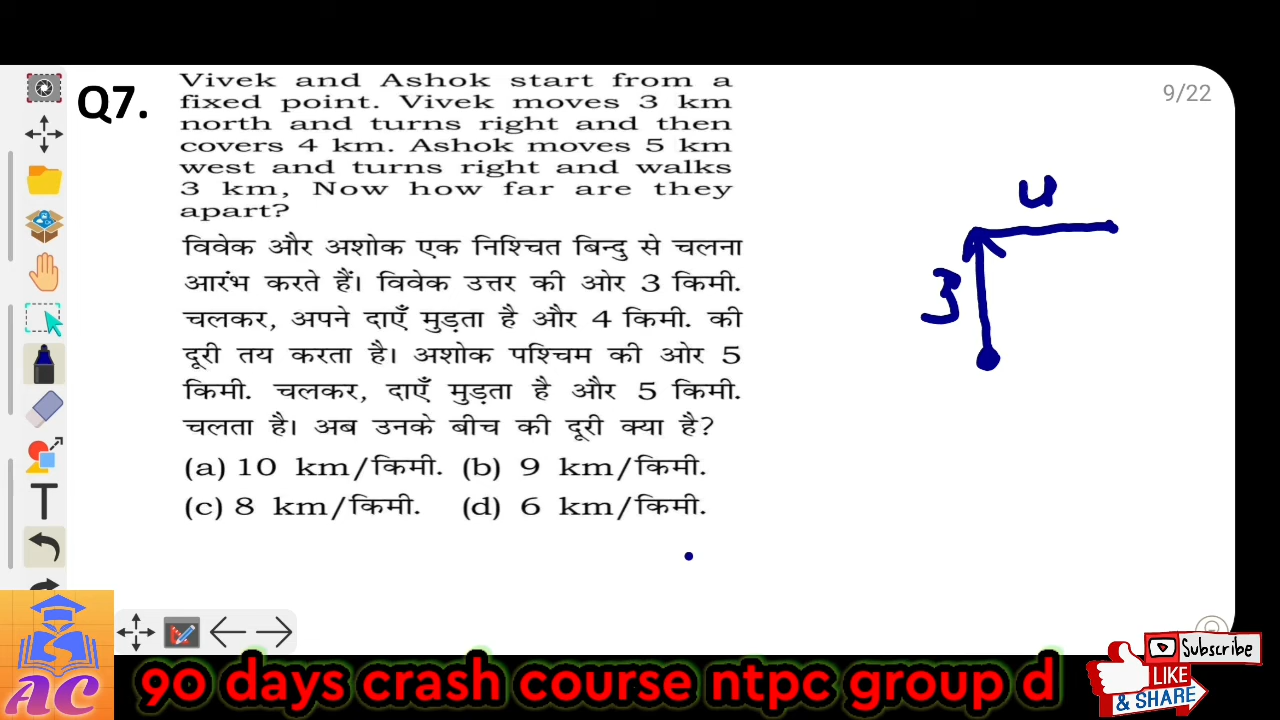 Q7.
Vivek and Ashok start from a
fixed point. Vivek moves 3 km
north and turns right and then
covers 4 km. Ashok moves 5 km
west and turns right and walks
3 km, Now how far are they
apart?
विवेक और अशोक एक निश्चित बिन्दु से चलना
आरंभ करते हैं। विवेक उत्तर की ओर 3 किमी.
चलकर, अपने दाएँ मुड़ता है और 4 किमी. की
दूरी तय करता है। अशोक पश्चिम की ओर 5
किमी. चलकर, दाएँ मुड़ता है और 5 किमी.
चलता है। अब उनके बीच की दूरी क्या है?
(a) 10 km/किमी. (b) 9 km/किमी.
(c) 8 km/किमी. (d) 6 km/किमी.
9/22
4
3
T
AC
90 days crash course ntpc group d
Subscribe
LIKE
& SHARE